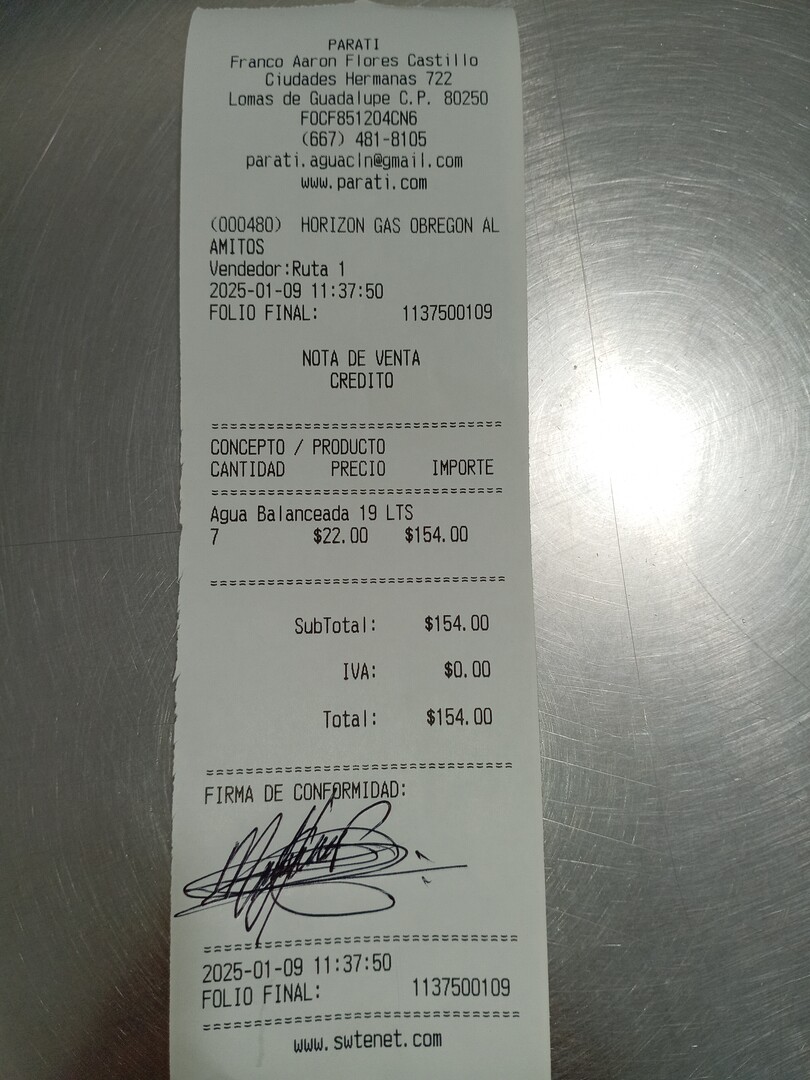 PARATI
Franco Aaron Flores Castillo
Ciudades Hermanas 722
Lomas de Guadalupe C.P. 80250
FOCF851204CN6
(667) 481-8105
parati.aguacln@gmail.com
www.parati.com
(000480) HORIZON GAS OBREGON AL
AMITOS
Vendedor:Ruta 1
2025-01-09 11:37:50
FOLIO FINAL: 1137500109
NOTA DE VENTA
CREDITO
================================
CONCEPTO / PRODUCTO
CANTIDAD PRECIO IMPORTE
================================
Agua Balanceada 19 LTS
7 $22.00 $154.00
================================
SubTotal: $154.00
IVA: $0.00
Total: $154.00
================================
FIRMA DE CONFORMIDAD:
================================
2025-01-09 11:37:50
FOLIO FINAL: 1137500109
================================
www.swtenet.com